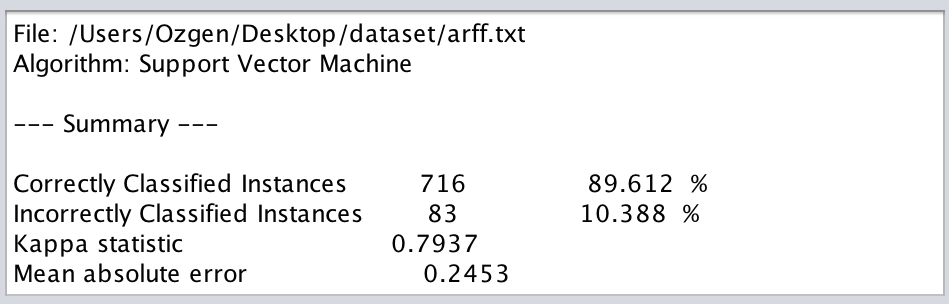 File: /Users/Ozgen/Desktop/dataset/arff.txt
Algorithm: Support Vector Machine
--- Summary ---
Correctly Classified Instances 716 89.612 %
Incorrectly Classified Instances 83 10.388 %
Kappa statistic 0.7937
Mean absolute error 0.2453